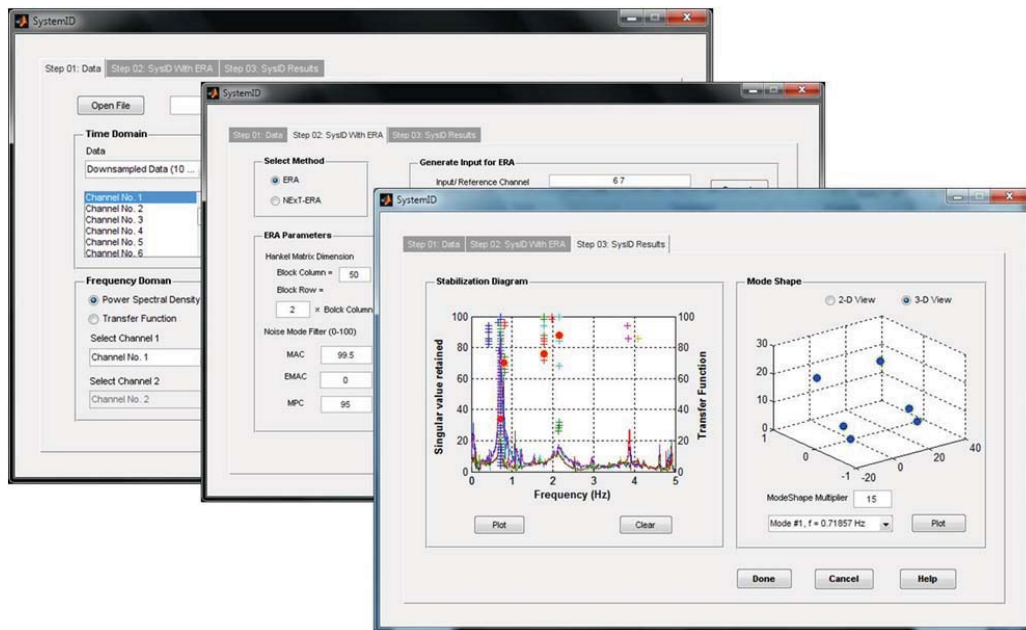 SystemID
Step 01: Data
Step 02: SysID With ERA
Step 03: SysID Results
Open File
Time Domain
Data
Downsampled Data (10 ...
Channel No. 1
Channel No. 2
Channel No. 3
Channel No. 4
Channel No. 5
Channel No. 6
Frequency Doman
Power Spectral Density
Transfer Function
Select Channel 1
Channel No. 1
Select Channel 2
Channel No. 2
SystemID
Step 01: Data
Step 02: SysID With ERA
Step 03: SysID Results
Select Method
ERA
NExT-ERA
Generate Input for ERA
Input/ Reference Channel
6 7
ERA Parameters
Hankel Matrix Dimension
Block Column =
50
Block Row =
2
× Bolck Column
Noise Mode Filter (0-100)
MAC
99.5
EMAC
0
MPC
95
SystemID
Step 01: Data
Step 02: SysID With ERA
Step 03: SysID Results
Stabilization Diagram
100
80
60
40
20
0
Singular value retained
100
80
60
40
20
0
Transfer Function
0 1 2 3 4 5
Frequency (Hz)
Plot
Clear
Mode Shape
2-D View
3-D View
30
20
10
0
1
0
-1
-20
0
20
40
ModeShape Multiplier
15
Mode #1, f = 0.71857 Hz
Plot
Done
Cancel
Help